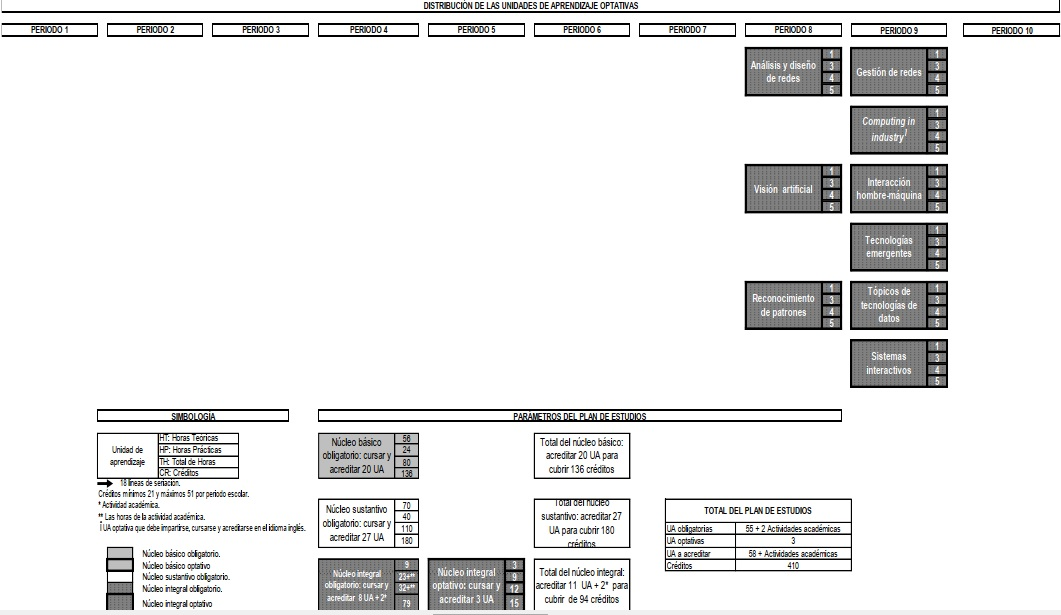 DISTRIBUCIÓN DE LAS UNIDADES DE APRENDIZAJE OPTATIVAS
PERIODO 1
PERIODO 2
PERIODO 3
PERIODO 4
PERIODO 5
PERIODO 6
PERIODO 7
PERIODO 8
PERIODO 9
PERIODO 10
Análisis y diseño
de redes
1
3
4
5
Gestión de redes
1
3
4
5
Computing in
industry1
1
3
4
5
Visión artificial
1
3
4
5
Interacción
hombre-máquina
1
3
4
5
Tecnologías
emergentes
1
3
4
5
Reconocimiento
de patrones
1
3
4
5
Tópicos de
tecnologías de
datos
1
3
4
5
Sistemas
interactivos
1
3
4
5
SIMBOLOGÍA
Unidad de
aprendizaje
HT: Horas Teóricas
HP: Horas Prácticas
TH: Total de Horas
CR: Créditos
18 líneas de seriación.
Créditos mínimos 21 y máximos 51 por periodo escolar.
* Actividad académica.
** Las horas de la actividad académica.
1 UA optativa que debe impartirse, cursarse y acreditarse en el idioma inglés.
Núcleo básico obligatorio.
Núcleo básico optativo
Núcleo sustantivo obligatorio.
Núcleo integral obligatorio.
Núcleo integral optativo
PARÁMETROS DEL PLAN DE ESTUDIOS
Núcleo básico
obligatorio: cursar y
acreditar 20 UA
56
24
80
136
Total del núcleo básico:
acreditar 20 UA para
cubrir 136 créditos
Núcleo sustantivo
obligatorio: cursar y
acreditar 27 UA
70
40
110
180
Total del núcleo
sustantivo: acreditar 27
UA para cubrir 180
créditos
Núcleo integral
obligatorio: cursar y
acreditar 8 UA + 2*
9
23+**
32+**
79
Núcleo integral
optativo: cursar y
acreditar 3 UA
3
9
12
15
Total del núcleo integral:
acreditar 11 UA + 2* para
cubrir de 94 créditos
TOTAL DEL PLAN DE ESTUDIOS
UA obligatorias 55 + 2 Actividades académicas
UA optativas 3
UA a acreditar 58 + Actividades académicas
Créditos 410